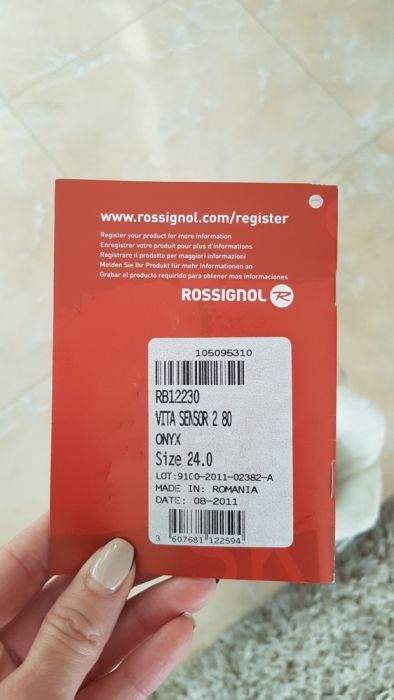 www.rossignol.com/register
Register your product for more information
Enregistrer votre produit pour plus d'informations
Registrare il prodotto per maggiori informazioni
Melden Sie Ihr Produkt für mehr Informationen an
Grabar el producto requirido para obtener mas informaciones
ROSSIGNOL R
105095310
RB12230
VITA SENSOR 2 80
ONYX
Size 24.0
LOT:9100-2011-02382-A
MADE IN: ROMANIA
DATE: 08-2011
3 607681 122594